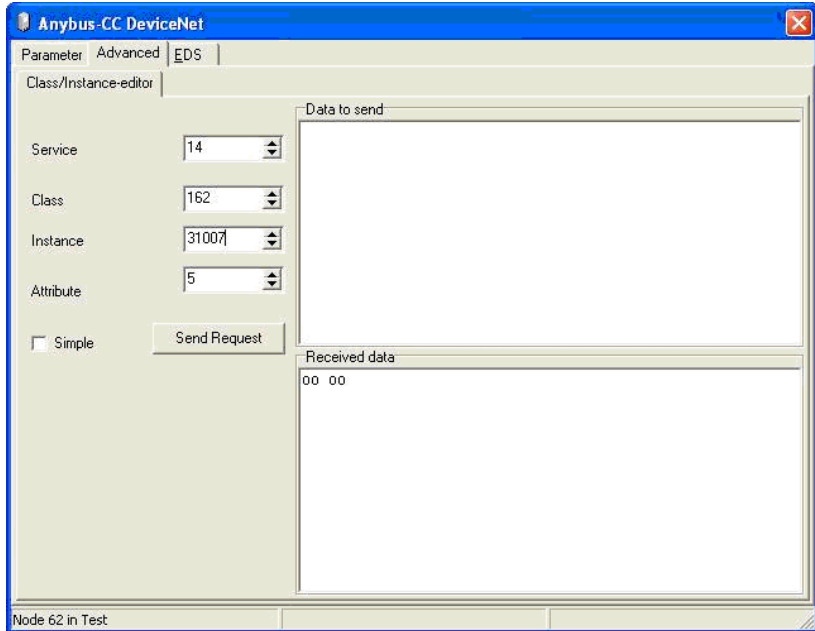 Anybus-CC DeviceNet
Parameter Advanced EDS
Class/Instance-editor
Service 14
Class 162
Instance 31007
Attribute 5
Simple Send Request
Data to send
Received data
00 00
Node 62 in Test